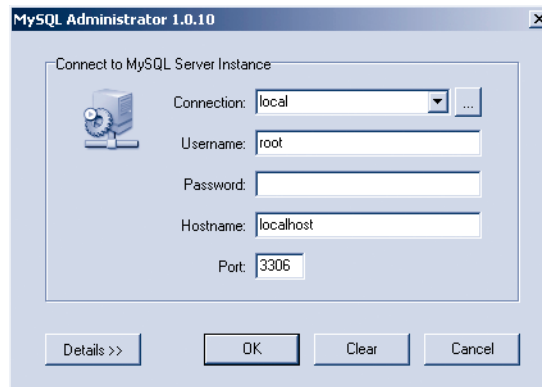 MySQL Administrator 1.0.10
Connect to MySQL Server Instance
Connection: local ...
Username: root
Password:
Hostname: localhost
Port: 3306
Details >> OK Clear Cancel